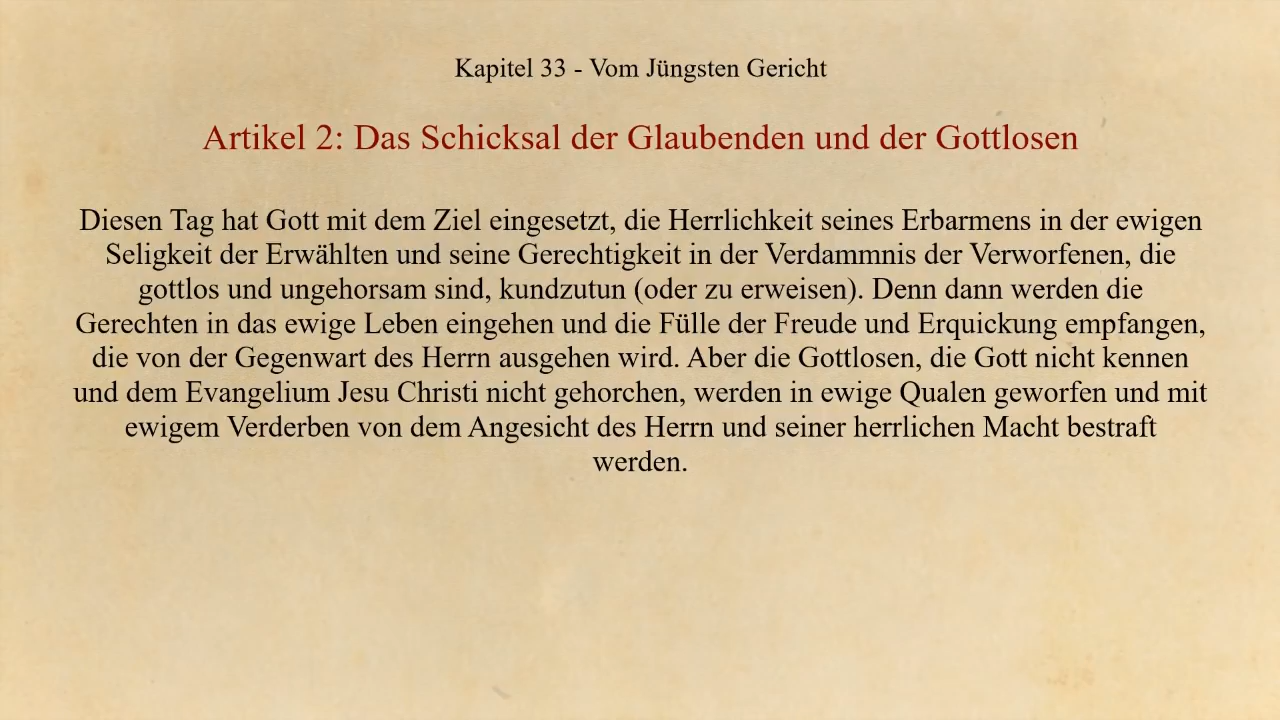 Kapitel 33 - Vom Jüngsten Gericht
Artikel 2: Das Schicksal der Glaubenden und der Gottlosen
Diesen Tag hat Gott mit dem Ziel eingesetzt, die Herrlichkeit seines Erbarmens in der ewigen
Seligkeit der Erwählten und seine Gerechtigkeit in der Verdammnis der Verworfenen, die
gottlos und ungehorsam sind, kundzutun (oder zu erweisen). Denn dann werden die
Gerechten in das ewige Leben eingehen und die Fülle der Freude und Erquickung empfangen,
die von der Gegenwart des Herrn ausgehen wird. Aber die Gottlosen, die Gott nicht kennen
und dem Evangelium Jesu Christi nicht gehorchen, werden in ewige Qualen geworfen und mit
ewigem Verderben von dem Angesicht des Herrn und seiner herrlichen Macht bestraft
werden.